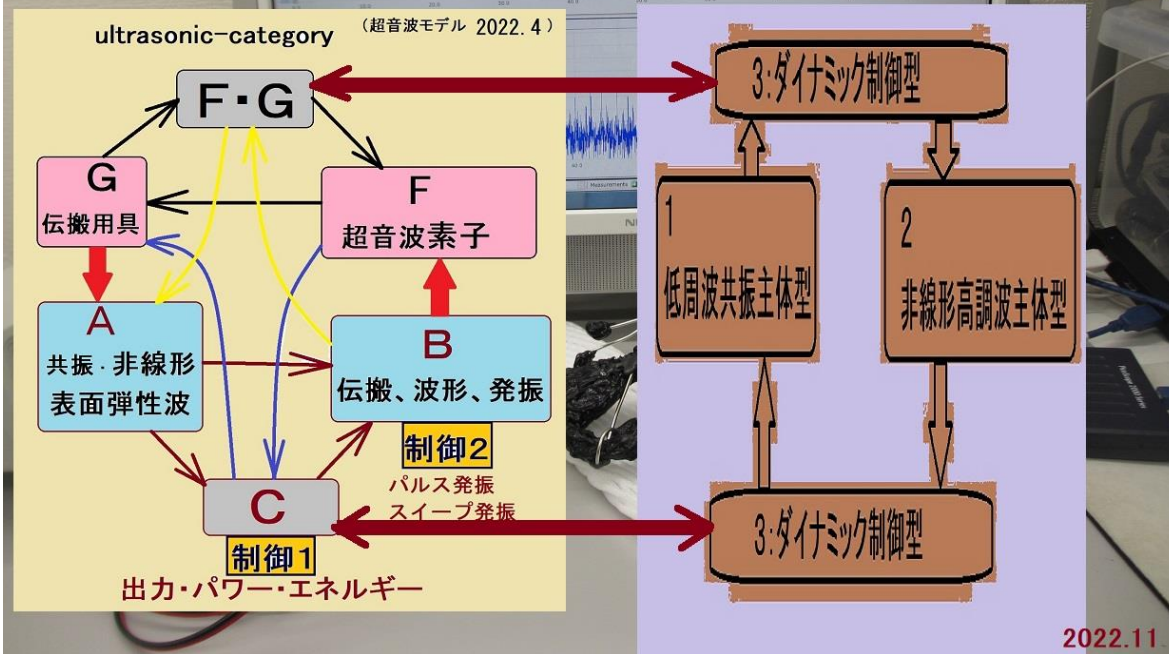 ultrasonic-category
(超音波モデル 2022.4)
F・G
G
伝搬用具
F
超音波素子
A
共振・非線形
表面弾性波
B
伝搬、波形、発振
制御2
パルス発振
スイープ発振
C
制御1
出力・パワー・エネルギー
3:ダイナミック制御型
1
低周波共振主体型
2
非線形高調波主体型
3:ダイナミック制御型
Measurements
2022.11